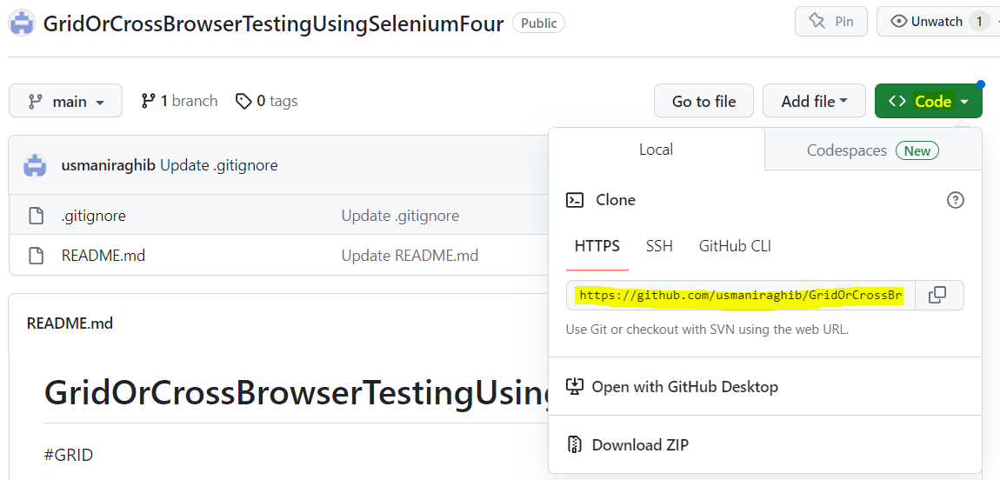 GridOrCrossBrowserTestingUsingSeleniumFour Public Pin Unwatch 1
main 1 branch 0 tags Go to file Add file Code
usmaniraghib Update .gitignore
.gitignore Update .gitignore
README.md Update README.md
Local Codespaces New
Clone
HTTPS SSH GitHub CLI
https://github.com/usmaniraghib/GridOrCrossBr
Use Git or checkout with SVN using the web URL.
Open with GitHub Desktop
Download ZIP
README.md
GridOrCrossBrowserTestingUsing
#GRID